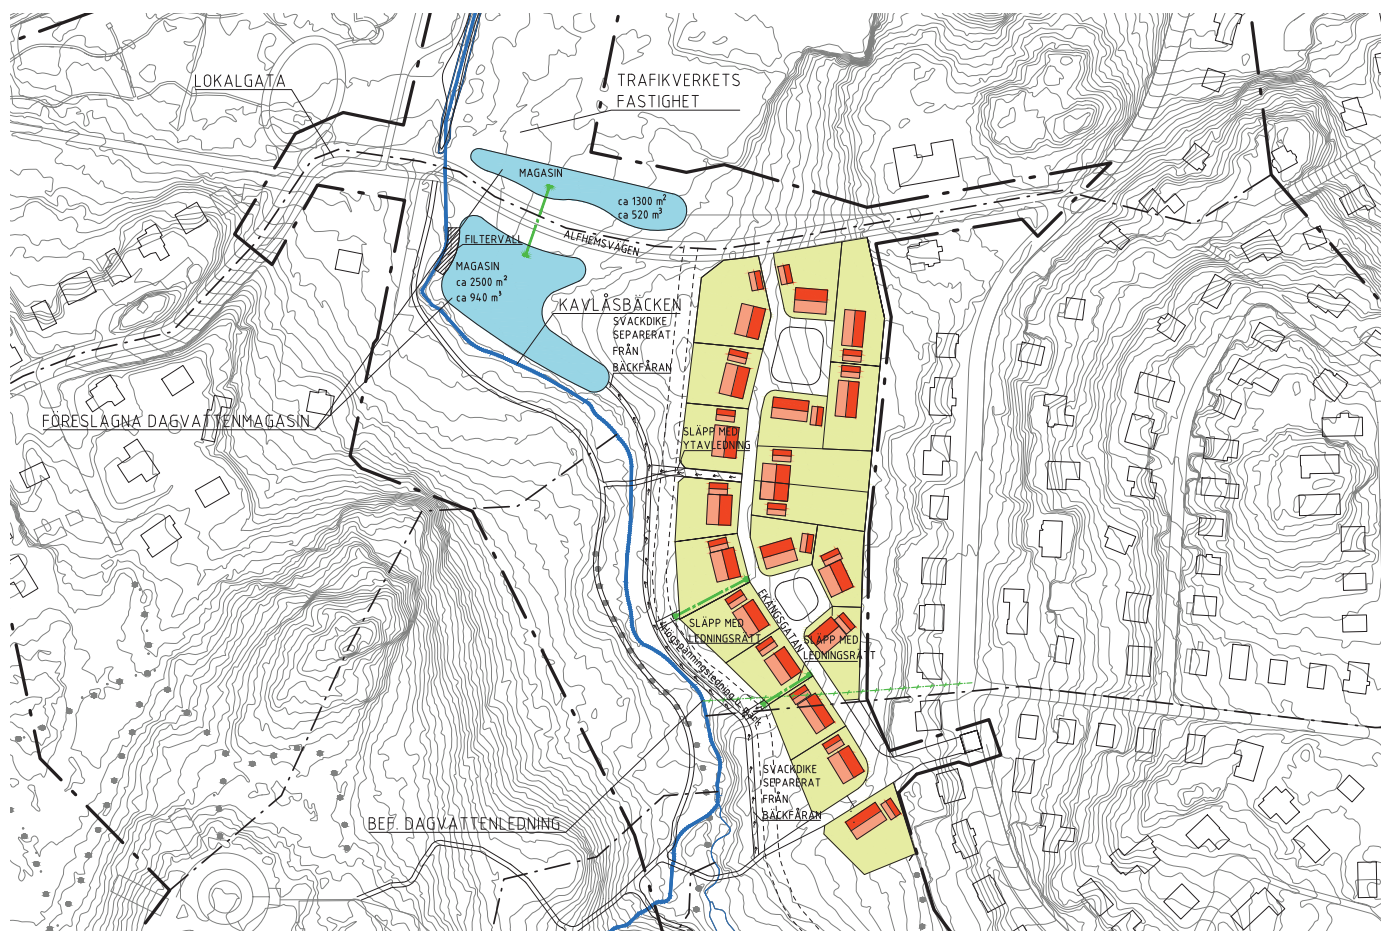 LOKALGATA
TRAFIKVERKETS
FASTIGHET
MAGASIN
ca 1300 m²
ca 520 m³
ALFHEMSVÄGEN
FILTERVALL
MAGASIN
ca 2500 m²
ca 940 m³
KAVLÅSBÄCKEN
SVACKDIKE
SEPARERAT
FRÅN
BÄCKFÅRAN
FÖRESLAGNA DAGVATTENMAGASIN
SLÄPP MED
YTAVLEDNING
EKÄNGSGATAN
SLÄPP MED
LEDNINGSRÄTT
SLÄPP MED
LEDNINGSRÄTT
SVACKDIKE
SEPARERAT
FRÅN
BÄCKFÅRAN
BEF. DAGVATTENLEDNING